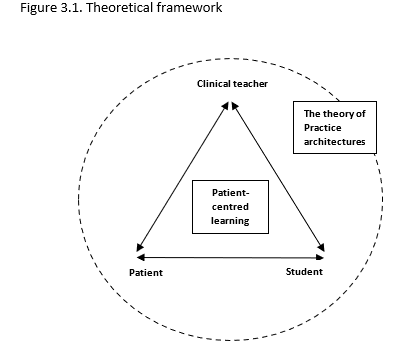 Figure 3.1. Theoretical framework
Clinical teacher
The theory of
Practice
architectures
Patient-
centred
learning
Patient
Student